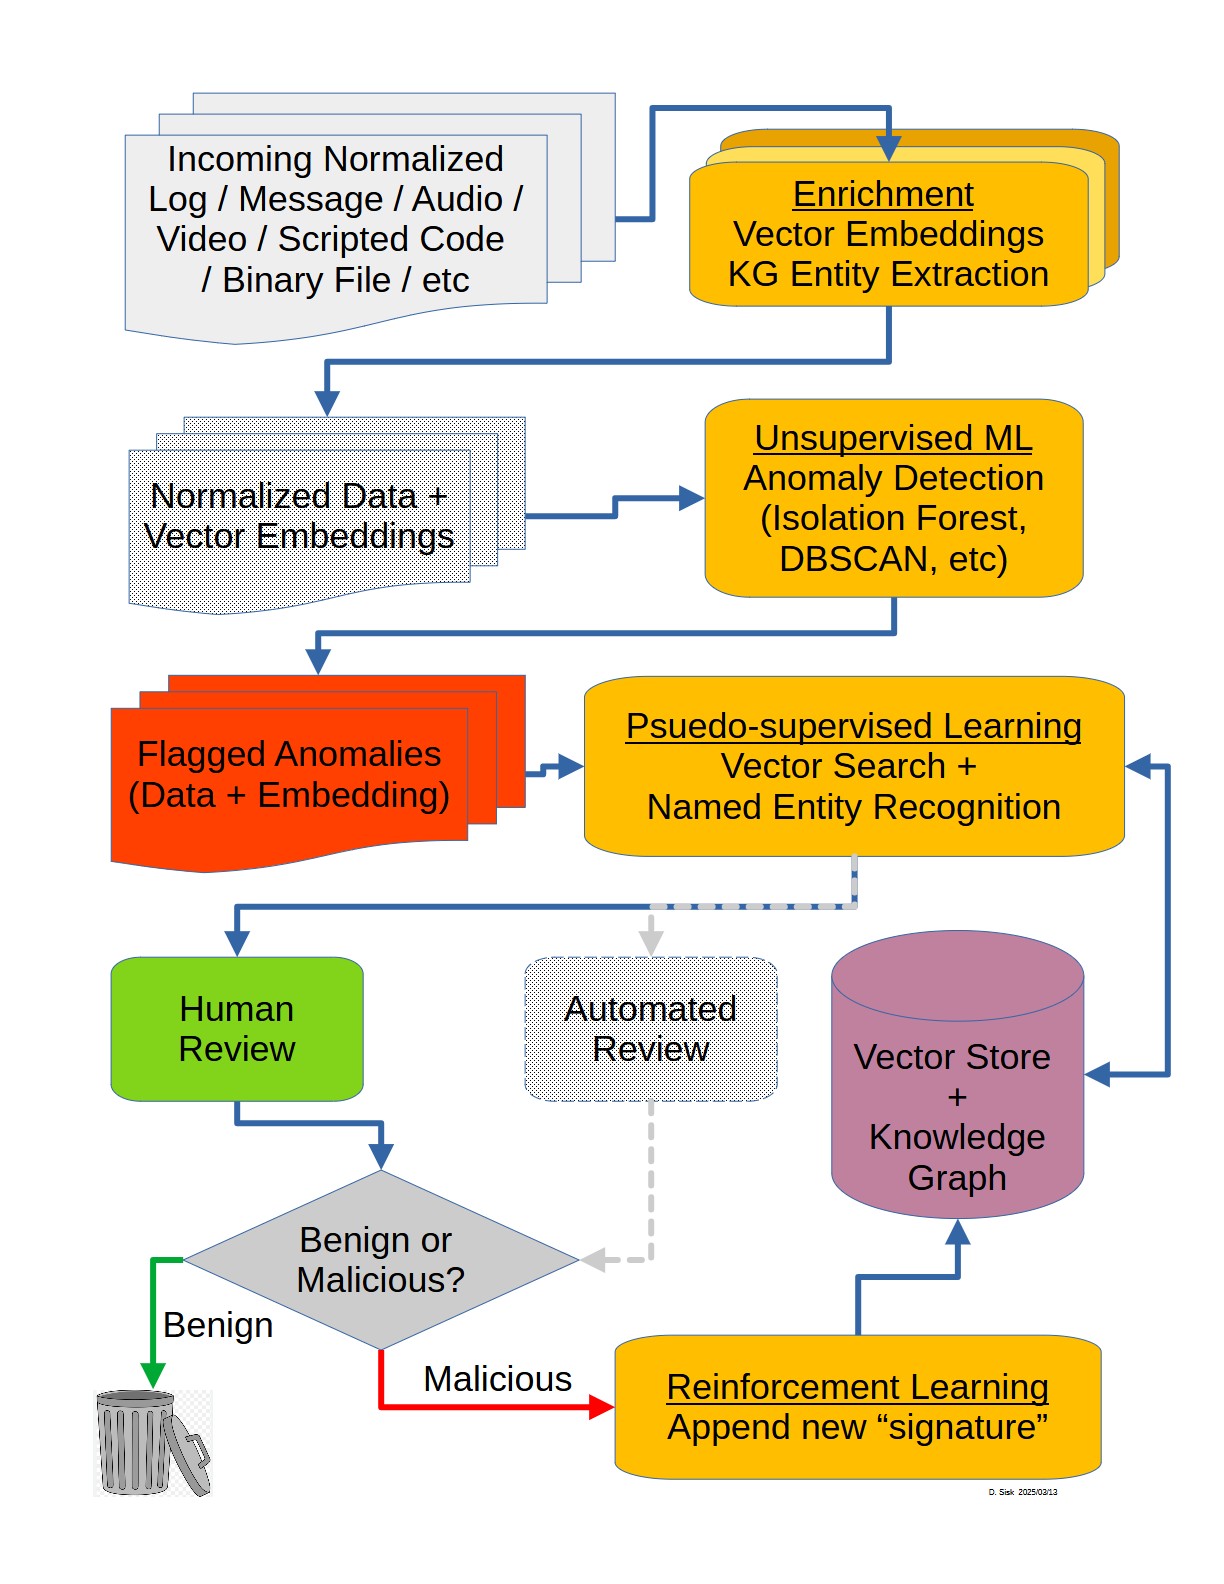 Incoming Normalized
Log / Message / Audio /
Video / Scripted Code
/ Binary File / etc
Enrichment
Vector Embeddings
KG Entity Extraction
Normalized Data +
Vector Embeddings
Unsupervised ML
Anomaly Detection
(Isolation Forest,
DBSCAN, etc)
Flagged Anomalies
(Data + Embedding)
Psuedo-supervised Learning
Vector Search +
Named Entity Recognition
Human
Review
Automated
Review
Vector Store
+
Knowledge
Graph
Benign or
Malicious?
Benign
Malicious
Reinforcement Learning
Append new “signature”
D. Sisk 2025/03/13